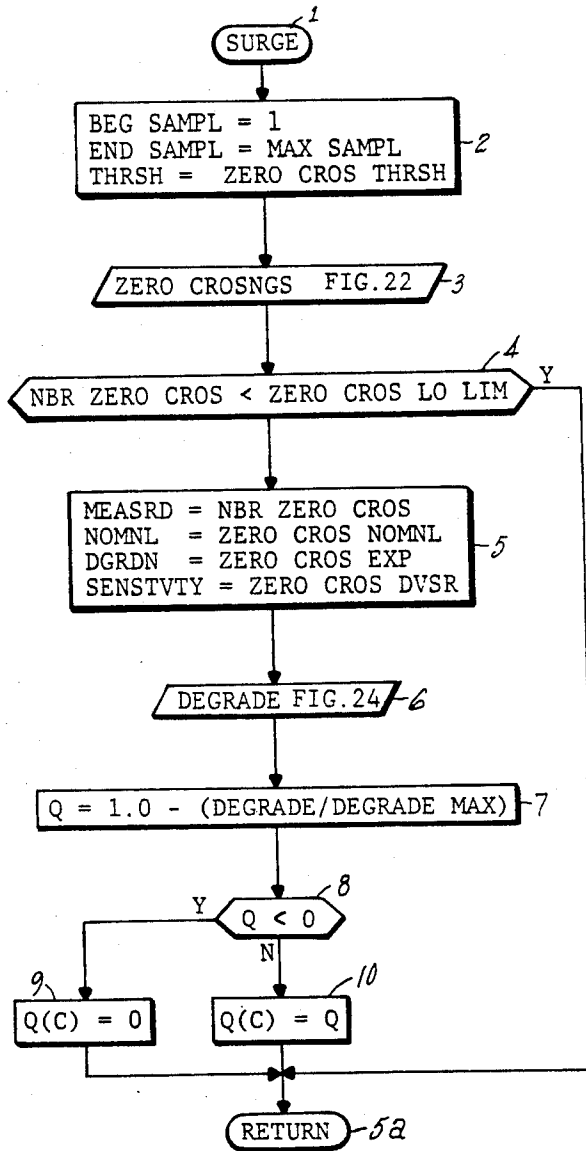 1
SURGE
BEG SAMPL = 1
END SAMPL = MAX SAMPL
THRSH = ZERO CROS THRSH
2
ZERO CROSNGS FIG.22
3
4
NBR ZERO CROS < ZERO CROS LO LIM
Y
MEASRD = NBR ZERO CROS
NOMNL = ZERO CROS NOMNL
DGRDN = ZERO CROS EXP
SENSTVTY = ZERO CROS DVSR
5
DEGRADE FIG.24
6
Q = 1.0 - (DEGRADE/DEGRADE MAX)
7
8
Y
Q < 0
N
9
Q(C) = 0
10
Q(C) = Q
RETURN
5a